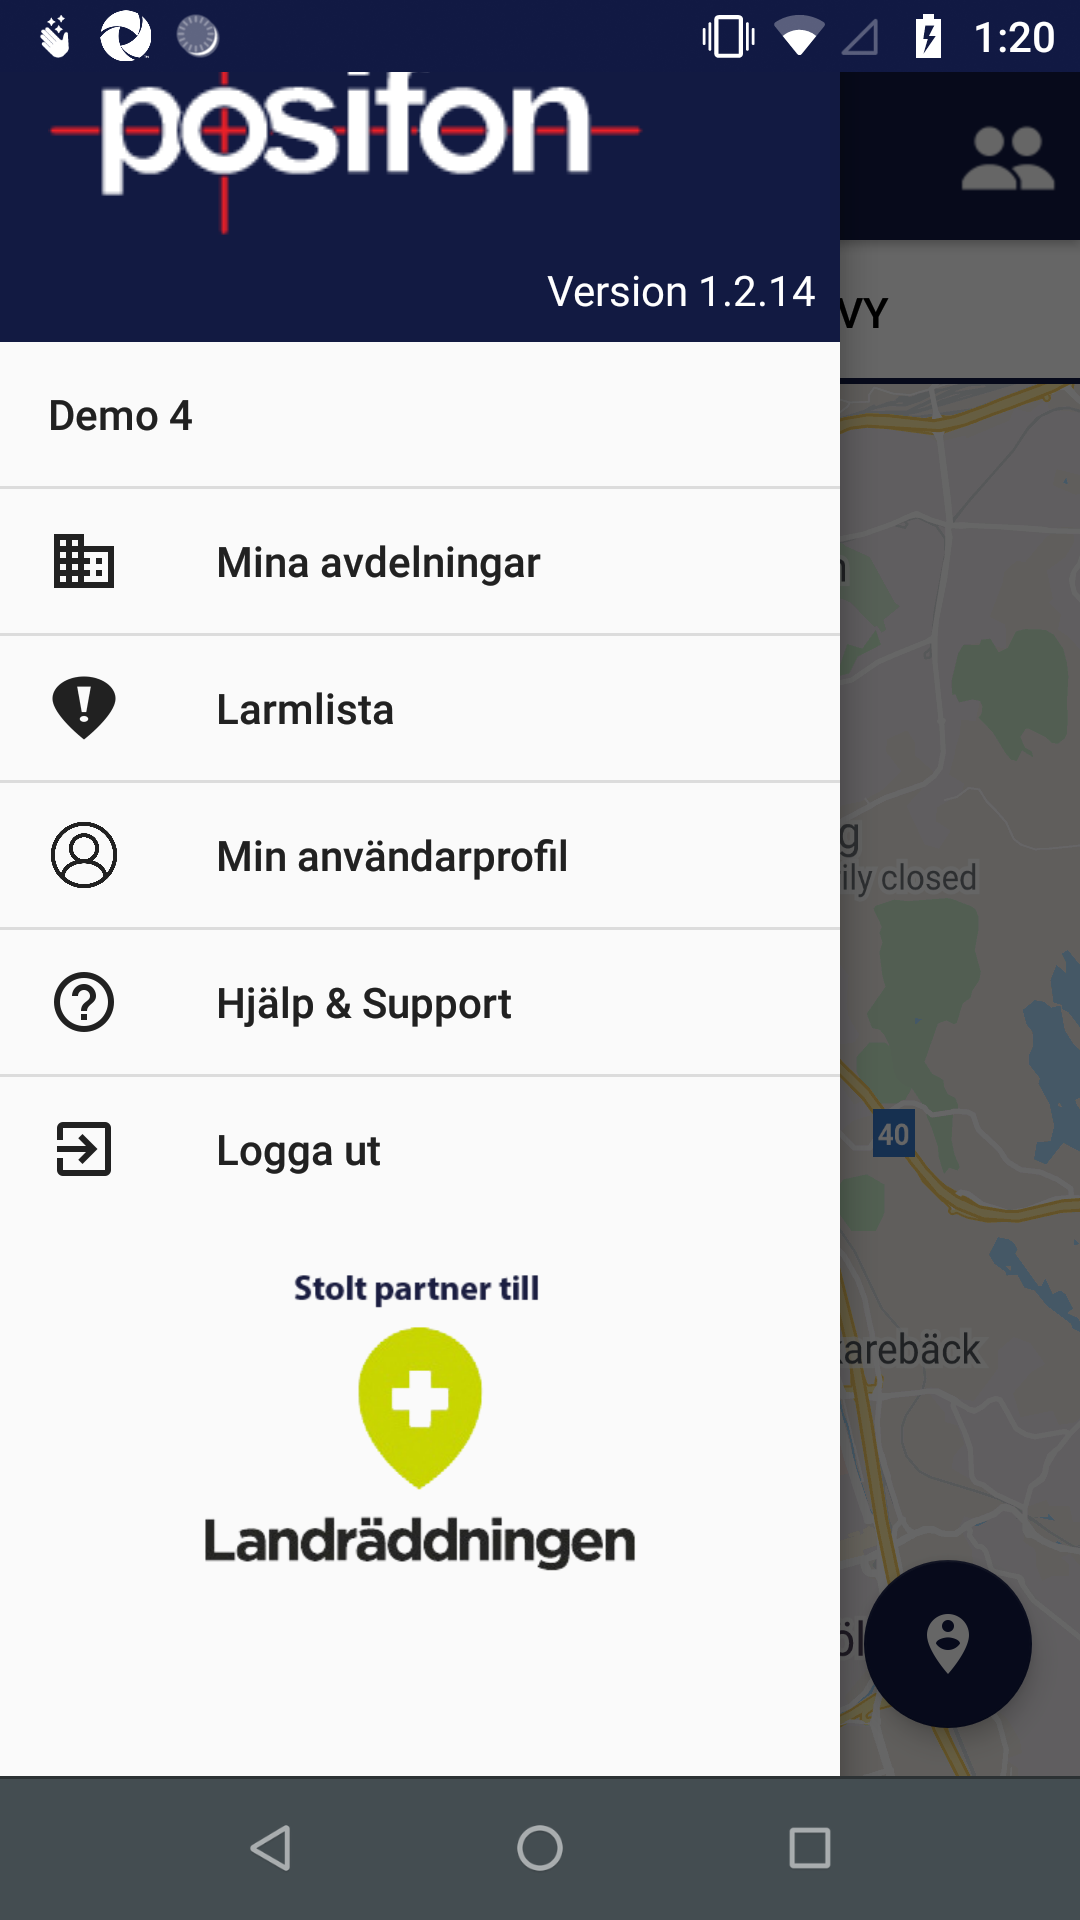 1:20
positon
Version 1.2.14
VY
Demo 4
Mina avdelningar
Larmlista
Min användarprofil
ily closed
Hjälp & Support
40
Logga ut
Stolt partner till
karebäck
Landräddningen
öl